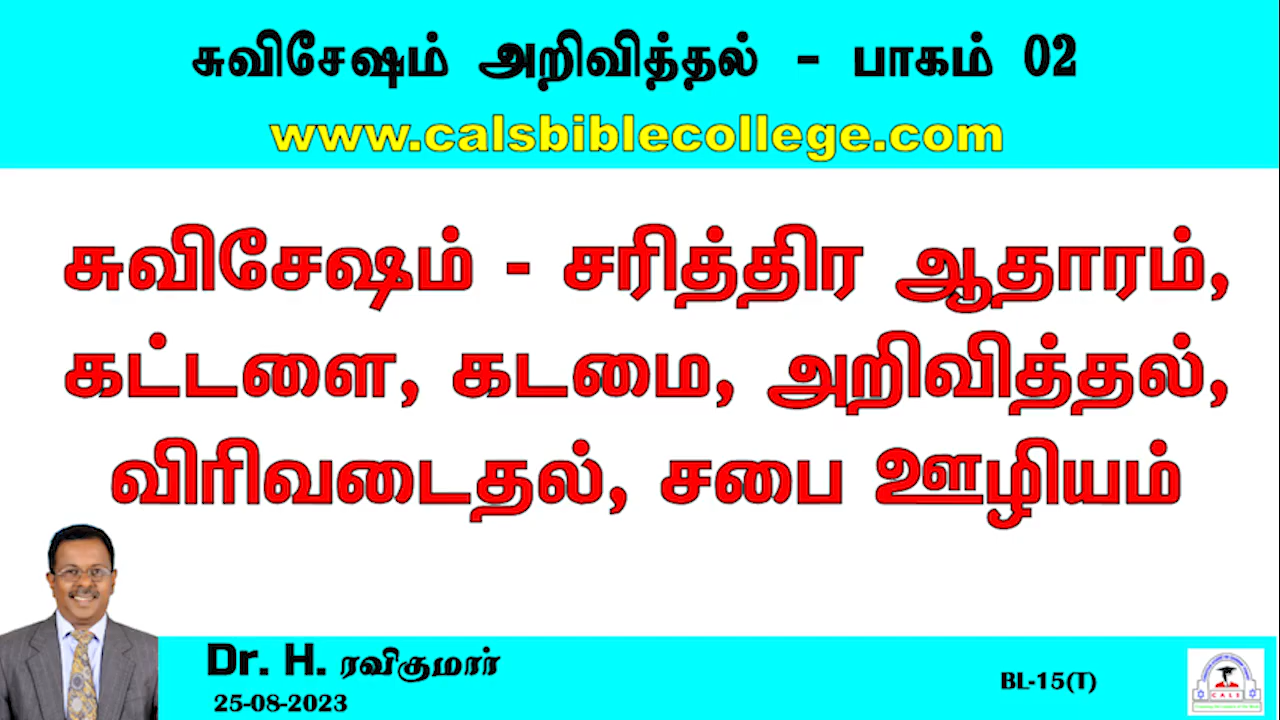 சுவிசேஷம் அறிவித்தல் - பாகம் 02
www.calsbiblecollege.com
சுவிசேஷம் - சரித்திர ஆதாரம்,
கட்டளை, கடமை, அறிவித்தல்,
விரிவடைதல், சபை ஊழியம்
Dr. H. ரவிகுமார்
25-08-2023
BL-15(T)
C A L S